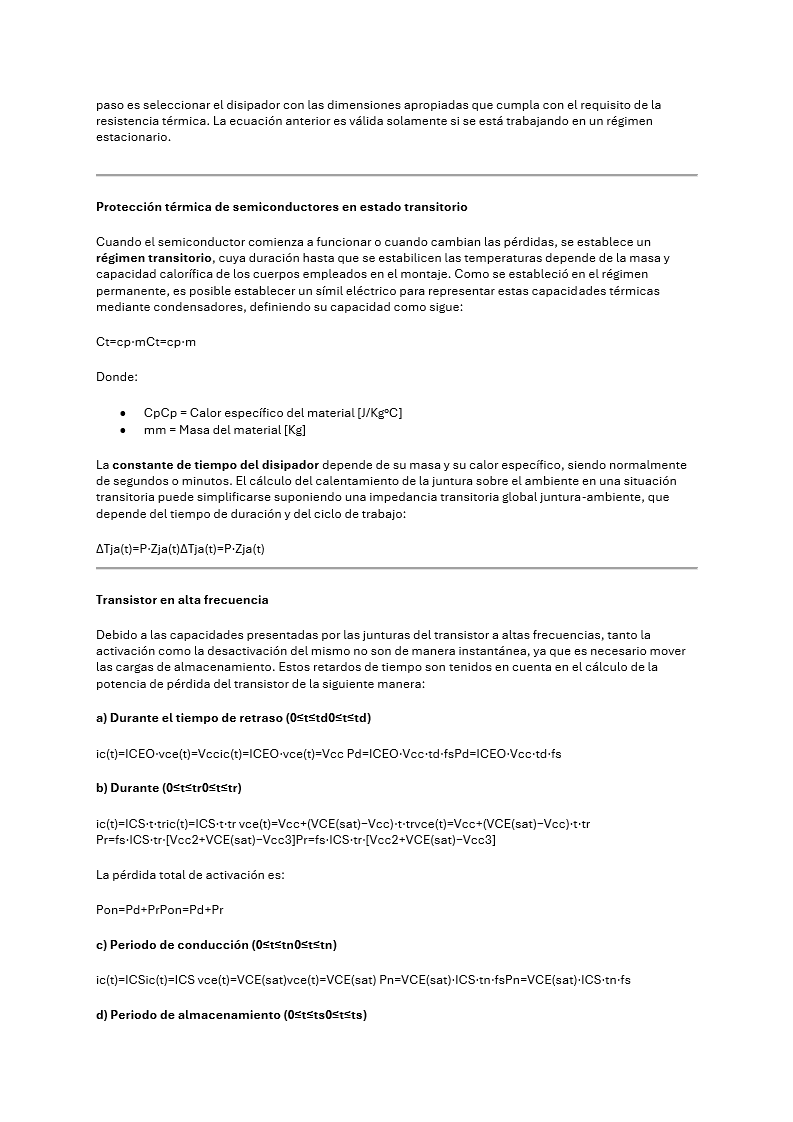 paso es seleccionar el disipador con las dimensiones apropiadas que cumpla con el requisito de la
resistencia térmica. La ecuación anterior es válida solamente si se está trabajando en un régimen
estacionario.
Protección térmica de semiconductores en estado transitorio
Cuando el semiconductor comienza a funcionar o cuando cambian las pérdidas, se establece un
régimen transitorio, cuya duración hasta que se estabilicen las temperaturas depende de la masa y
capacidad calorífica de los cuerpos empleados en el montaje. Como se estableció en el régimen
permanente, es posible establecer un símil eléctrico para representar estas capacidades térmicas
mediante condensadores, definiendo su capacidad como sigue:
Ct=cp⋅mCt=cp⋅m
Donde:
• CpCp = Calor específico del material [J/Kg°C]
• mm = Masa del material [Kg]
La constante de tiempo del disipador depende de su masa y su calor específico, siendo normalmente
de segundos o minutos. El cálculo del calentamiento de la juntura sobre el ambiente en una situación
transitoria puede simplificarse suponiendo una impedancia transitoria global juntura-ambiente, que
depende del tiempo de duración y del ciclo de trabajo:
ΔTja(t)=P⋅Zja(t)ΔTja(t)=P⋅Zja(t)
Transistor en alta frecuencia
Debido a las capacidades presentadas por las junturas del transistor a altas frecuencias, tanto la
activación como la desactivación del mismo no son de manera instantánea, ya que es necesario mover
las cargas de almacenamiento. Estos retardos de tiempo son tenidos en cuenta en el cálculo de la
potencia de pérdida del transistor de la siguiente manera:
a) Durante el tiempo de retraso (0≤t≤td0≤t≤td)
ic(t)=ICEO⋅vce(t)=Vccic(t)=ICEO⋅vce(t)=Vcc Pd=ICEO⋅Vcc⋅td⋅fsPd=ICEO⋅Vcc⋅td⋅fs
b) Durante (0≤t≤tr0≤t≤tr)
ic(t)=ICS⋅t⋅tric(t)=ICS⋅t⋅tr vce(t)=Vcc+(VCE(sat)−Vcc)⋅t⋅trvce(t)=Vcc+(VCE(sat)−Vcc)⋅t⋅tr
Pr=fs⋅ICS⋅tr⋅[Vcc2+VCE(sat)−Vcc3]Pr=fs⋅ICS⋅tr⋅[Vcc2+VCE(sat)−Vcc3]
La pérdida total de activación es:
Pon=Pd+PrPon=Pd+Pr
c) Periodo de conducción (0≤t≤tn0≤t≤tn)
ic(t)=ICSic(t)=ICS vce(t)=VCE(sat)vce(t)=VCE(sat) Pn=VCE(sat)⋅ICS⋅tn⋅fsPn=VCE(sat)⋅ICS⋅tn⋅fs
d) Periodo de almacenamiento (0≤t≤ts0≤t≤ts)